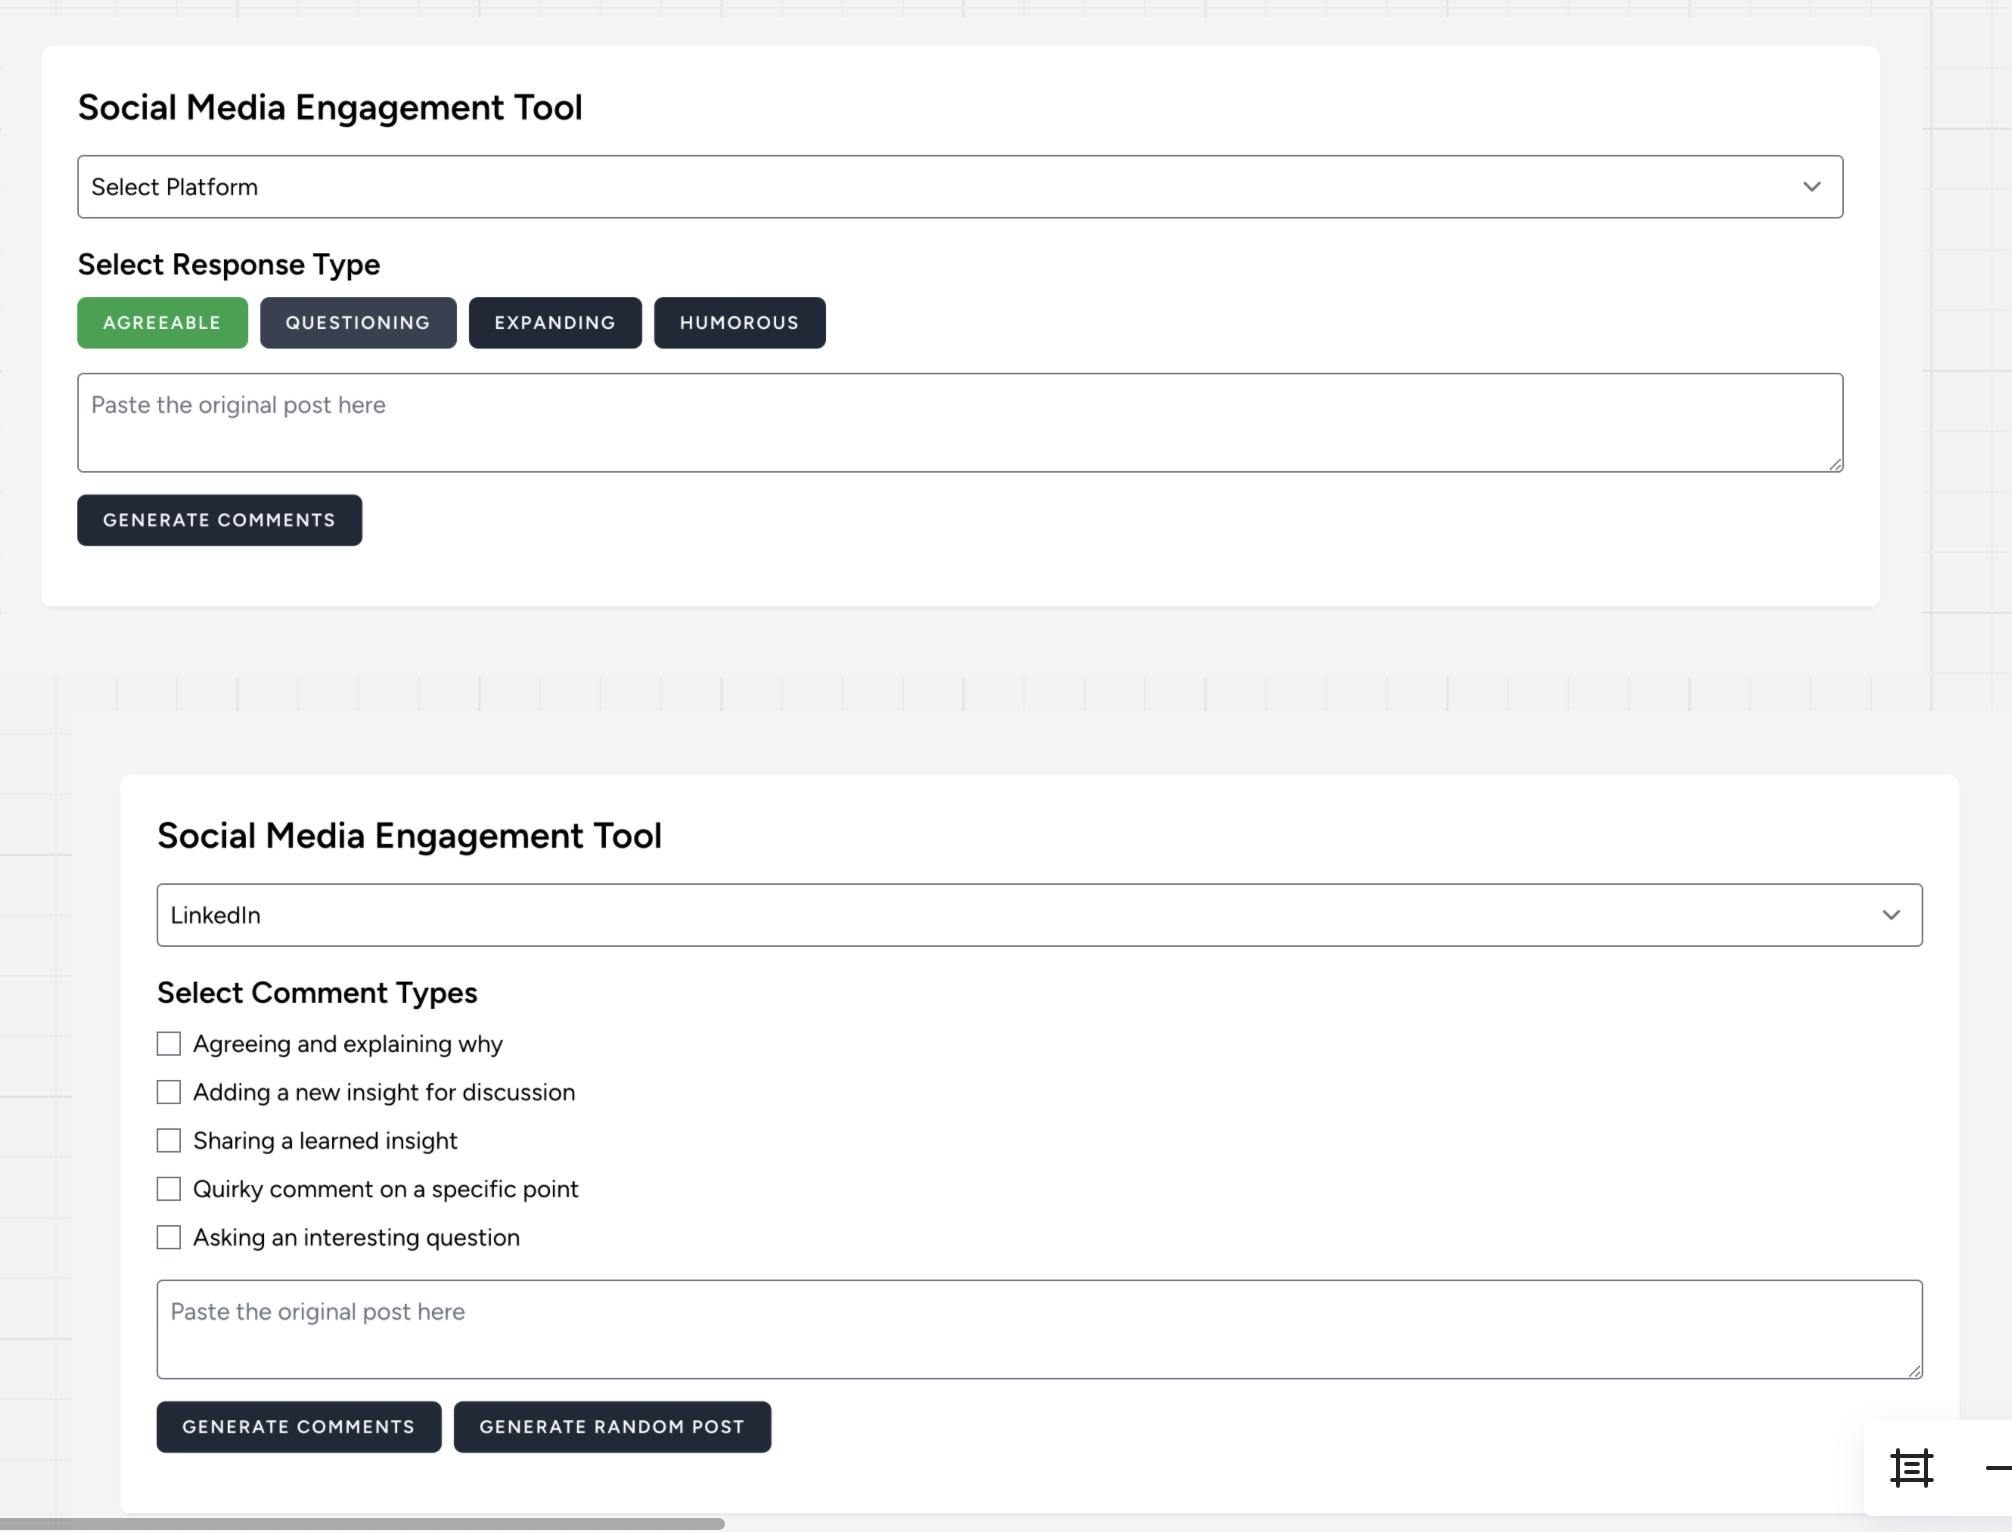 Social Media Engagement Tool
Select Platform
Select Response Type
AGREEABLE QUESTIONING EXPANDING HUMOROUS
Paste the original post here
GENERATE COMMENTS
Social Media Engagement Tool
LinkedIn
Select Comment Types
Agreeing and explaining why
Adding a new insight for discussion
Sharing a learned insight
Quirky comment on a specific point
Asking an interesting question
Paste the original post here
GENERATE COMMENTS GENERATE RANDOM POST